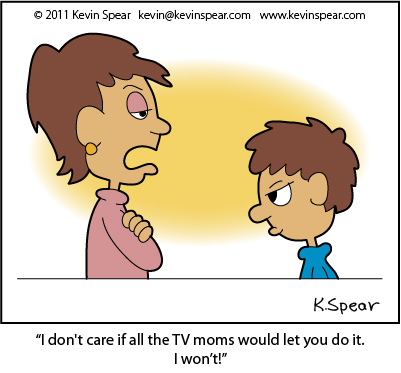 © 2011 Kevin Spear   kevin@kevinspear.com   www.kevinspear.com
K.Spear
“I don't care if all the TV moms would let you do it.
I won’t!”